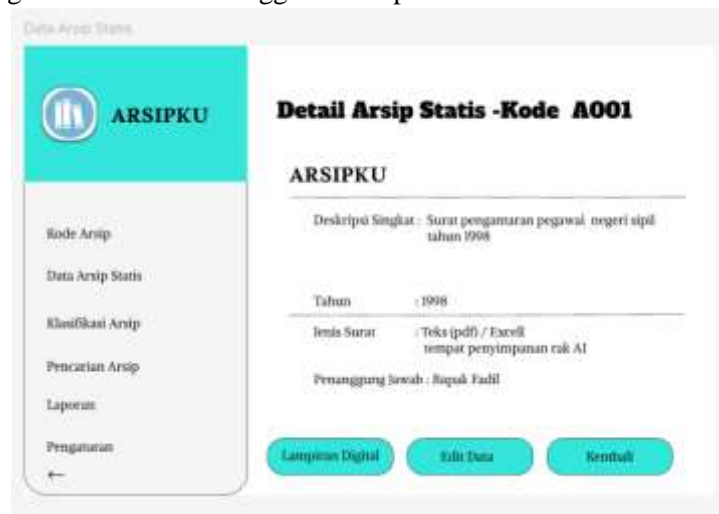 Data Arsip Statis
ARSIPKU
Kode Arsip
Data Arsip Statis
Klasifikasi Arsip
Pencarian Arsip
Laporan
Pengaturan
←
Detail Arsip Statis -Kode A001
ARSIPKU
Deskripsi Singkat : Surat pengantaran pegawai negeri sipil
tahun 1998
Tahun : 1998
Jenis Surat : Teks (pdf) / Excell
tempat penyimpanan rak AI
Penanggung Jawab : Bapak Fadil
Lampiran Digital
Edit Data
Kembali